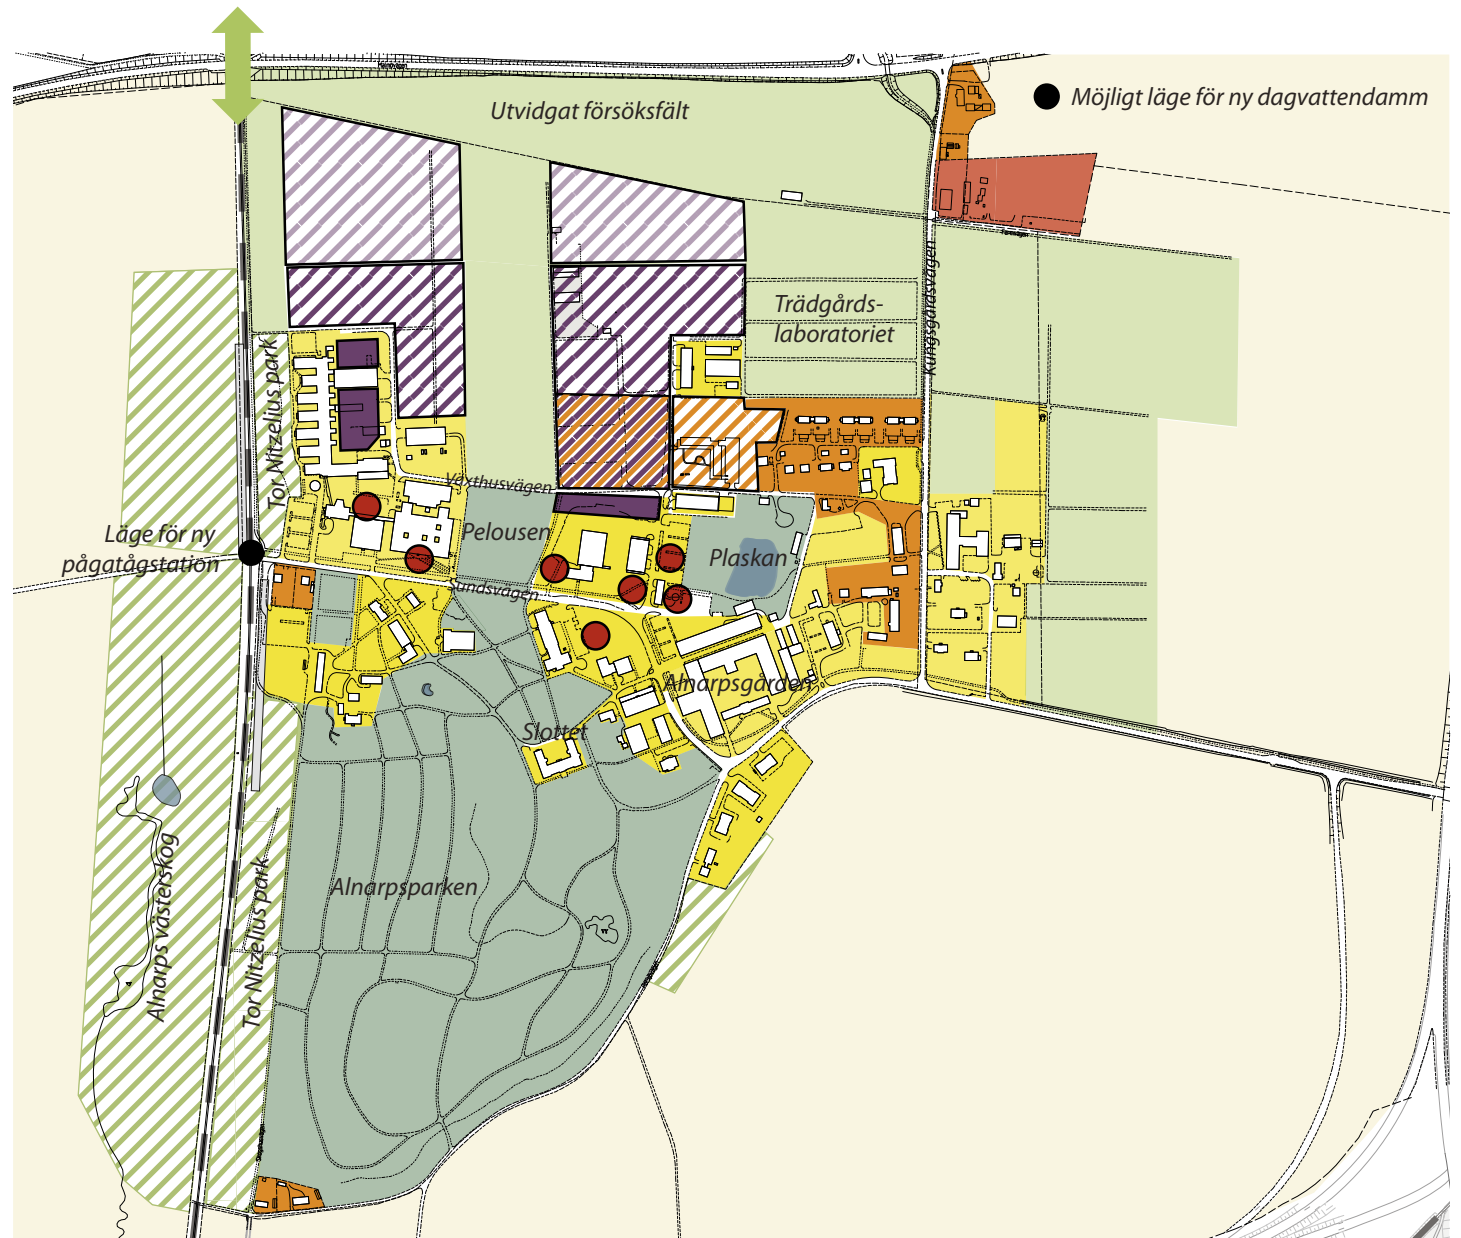 Utvidgat försöksfält
Möjligt läge för ny dagvattendamm
Kungsgårdsvägen
Trädgårds-
laboratoriet
Tor Nitzelius park
Växthusvägen
Läge för ny
pågatågstation
Pelousen
Plaskan
Sundsvägen
Alnarpsgården
Slottet
Alnarps västerskog
Tor Nitzelius park
Alnarpsparken